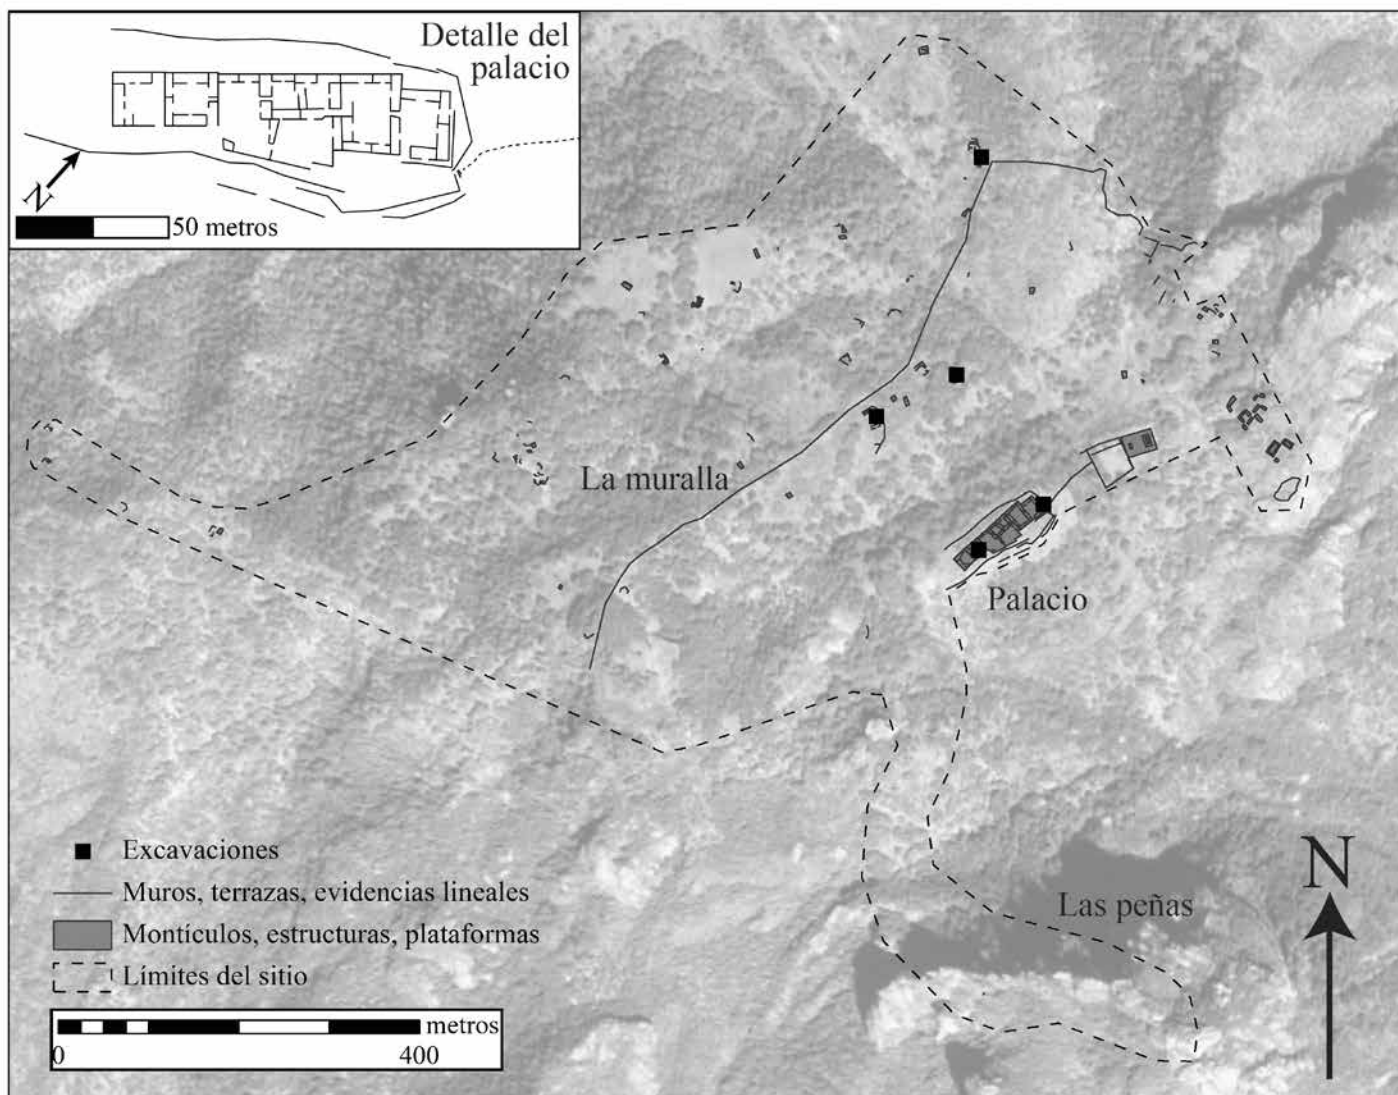 Detalle del
palacio
N
50 metros
La muralla
Palacio
Las peñas
N
Excavaciones
Muros, terrazas, evidencias lineales
Montículos, estructuras, plataformas
Límites del sitio
metros
0
400